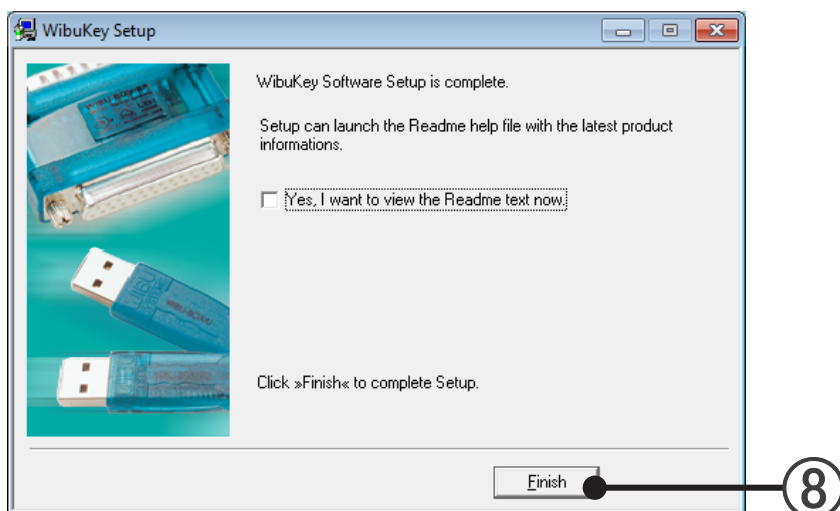 WibuKey Setup
WibuKey Software Setup is complete.
Setup can launch the Readme help file with the latest product
informations.
Yes, I want to view the Readme text now.
Click »Finish« to complete Setup.
Finish
8